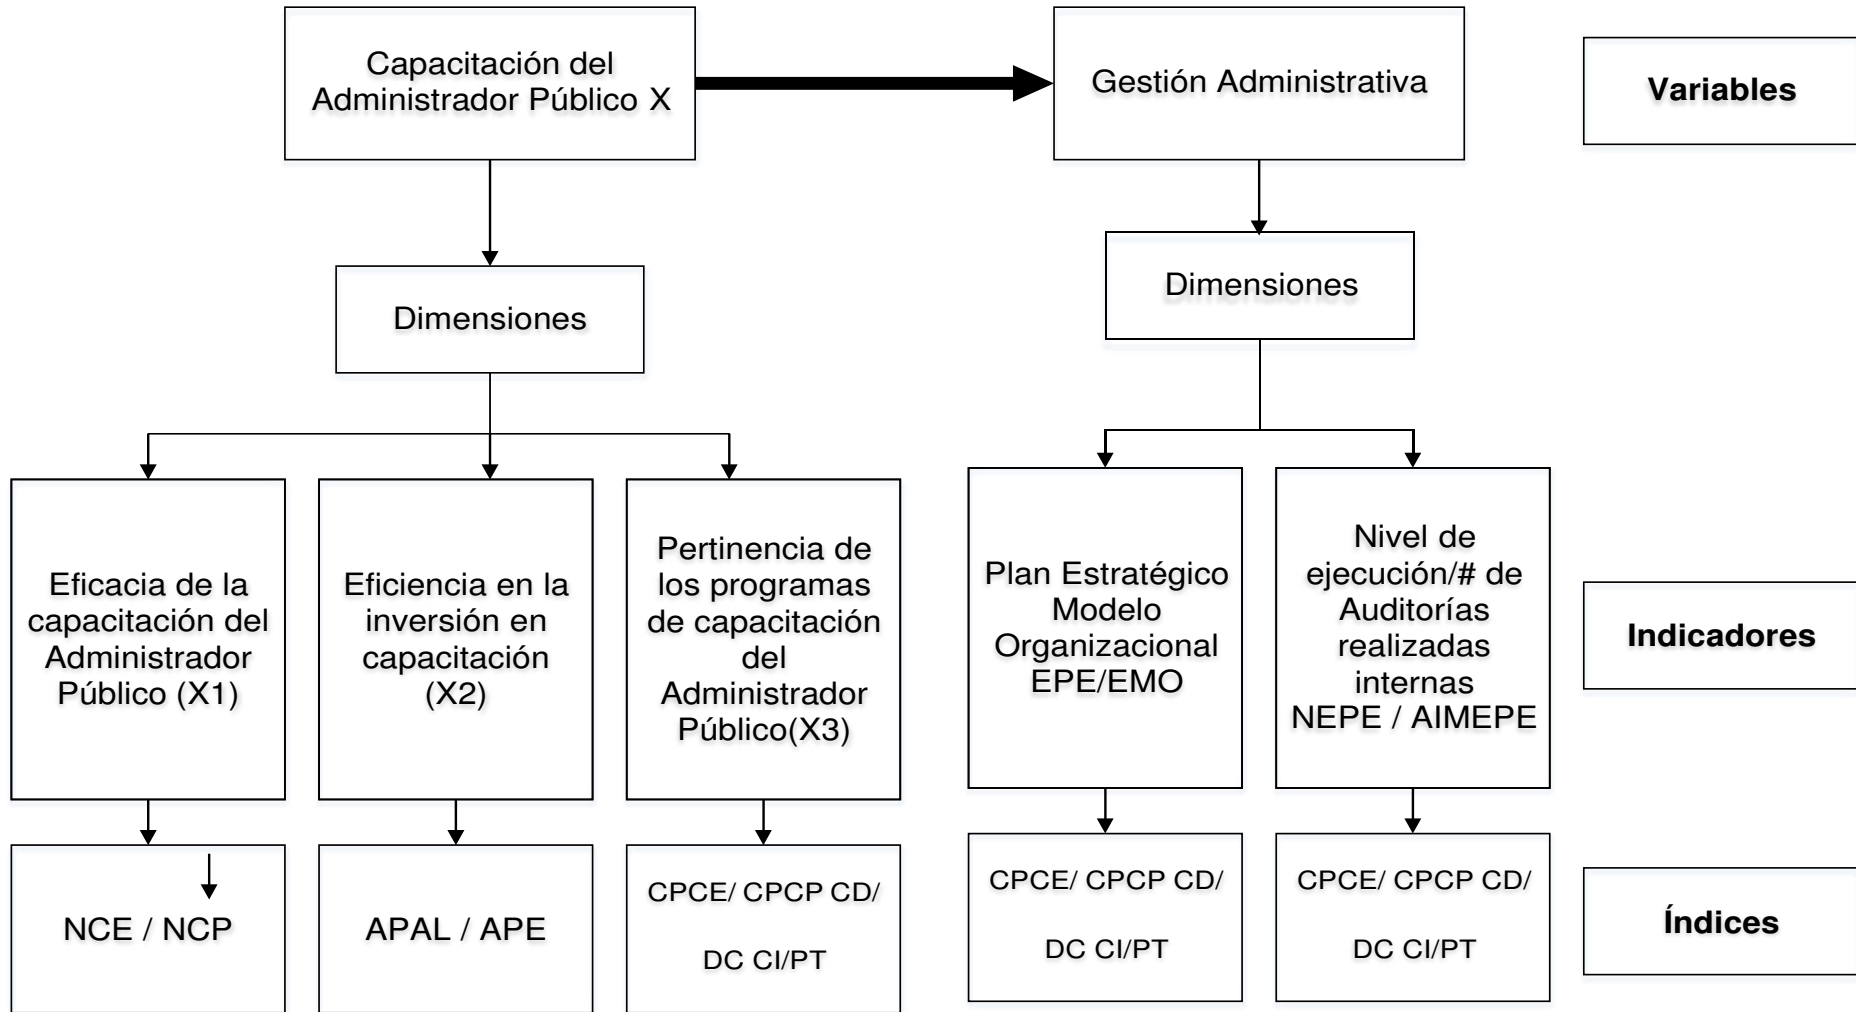 Capacitación del
Administrador Público X
Gestión Administrativa
Variables
Dimensiones
Dimensiones
Eficacia de la
capacitación del
Administrador
Público (X1)
Eficiencia en la
inversión en
capacitación
(X2)
Pertinencia de
los programas
de capacitación
del
Administrador
Público(X3)
Plan Estratégico
Modelo
Organizacional
EPE/EMO
Nivel de
ejecución/# de
Auditorías
realizadas
internas
NEPE / AIMEPE
Indicadores
NCE / NCP
APAL / APE
CPCE/ CPCP CD/
DC CI/PT
CPCE/ CPCP CD/
DC CI/PT
CPCE/ CPCP CD/
DC CI/PT
Índices